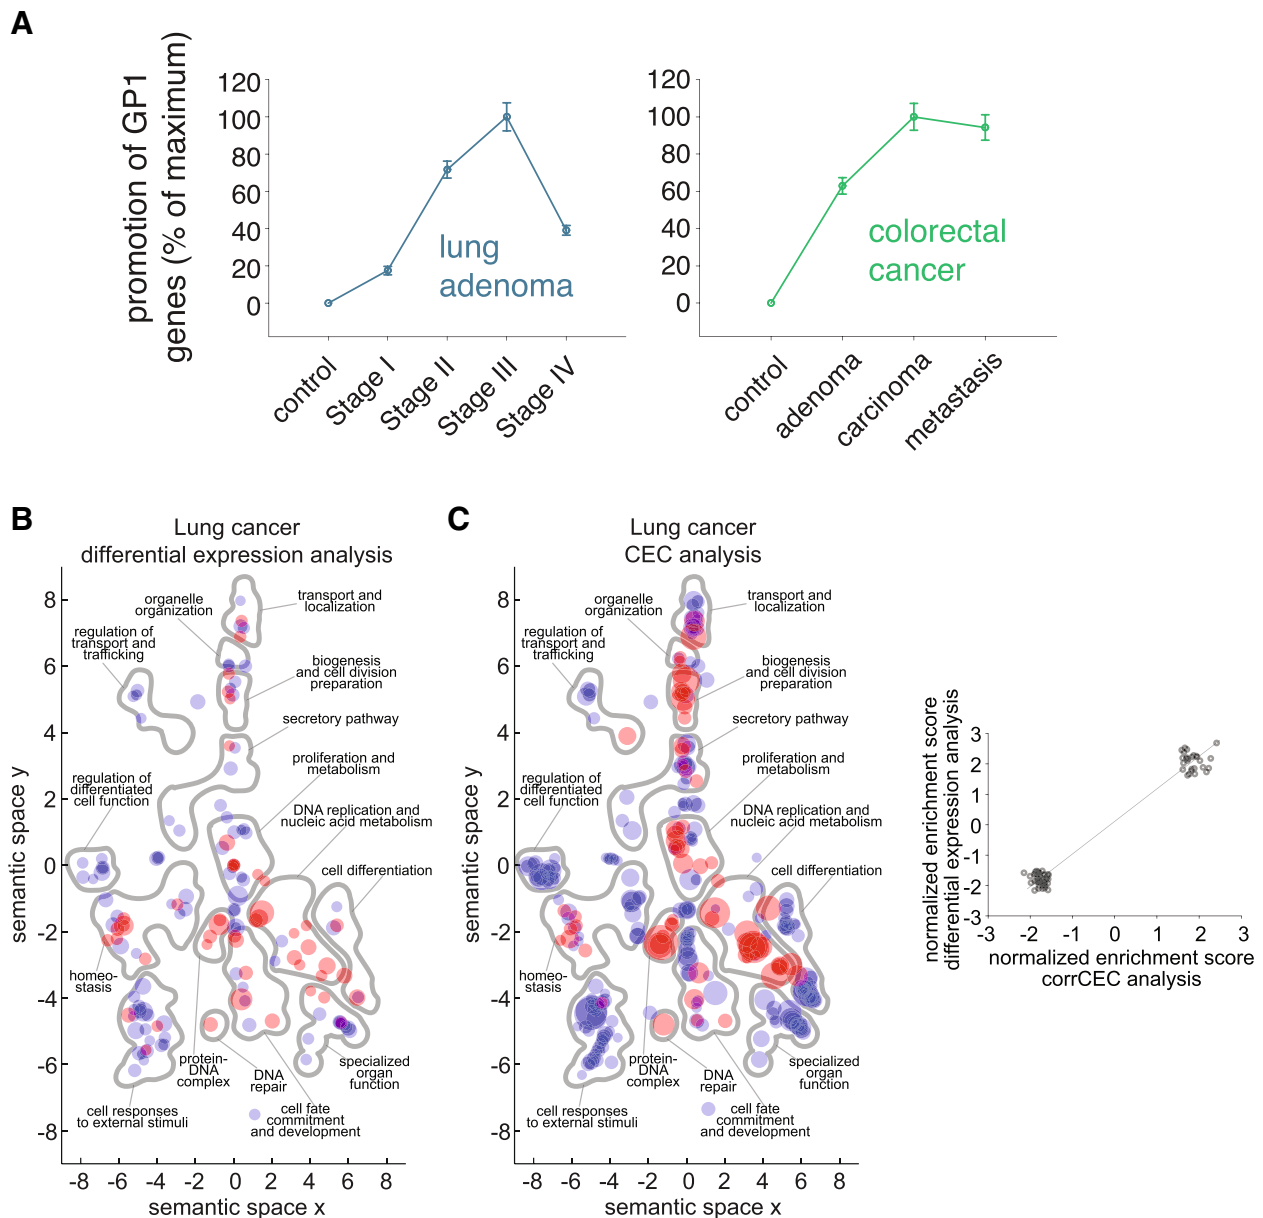 A
promotion of GP1
genes (% of maximum)
120
100
80
60
40
20
0
lung
adenoma
control
Stage I
Stage II
Stage III
Stage IV
120
100
80
60
40
20
0
colorectal
cancer
control
adenoma
carcinoma
metastasis
B
Lung cancer
differential expression analysis
semantic space y
8
6
4
2
0
-2
-4
-6
-8
organelle
organization
transport and
localization
regulation of
transport and
trafficking
biogenesis
and cell division
preparation
secretory pathway
proliferation and
metabolism
regulation of
differentiated
cell function
DNA replication and
nucleic acid metabolism
cell differentiation
homeo-
stasis
protein-
DNA
complex
DNA
repair
specialized
organ
function
cell responses
to external stimuli
cell fate
commitment
and development
-8
-6
-4
-2
0
2
4
6
8
semantic space x
C
Lung cancer
CEC analysis
semantic space y
8
6
4
2
0
-2
-4
-6
-8
organelle
organization
transport and
localization
regulation of
transport and
trafficking
biogenesis
and cell division
preparation
secretory pathway
proliferation and
metabolism
regulation of
differentiated
cell function
DNA replication and
nucleic acid metabolism
cell differentiation
homeo-
stasis
protein-
DNA
complex
DNA
repair
specialized
organ
function
cell responses
to external stimuli
cell fate
commitment
and development
-8
-6
-4
-2
0
2
4
6
8
semantic space x
normalized enrichment score
differential expression analysis
3
2
1
0
-1
-2
-3
-3
-2
-1
0
1
2
3
normalized enrichment score
corrCEC analysis